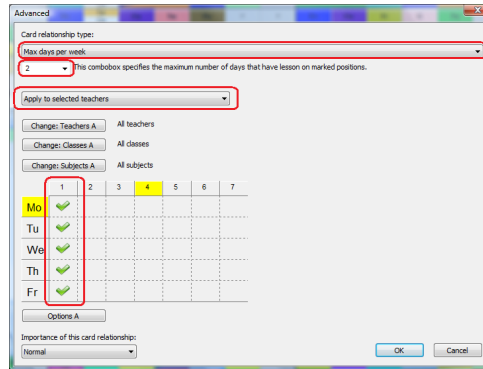 Advanced
Card relationship type:
Max days per week
2 This combobox specifies the maximum number of days that have lesson on marked positions.
Apply to selected teachers
Change: Teachers A All teachers
Change: Classes A All classes
Change: Subjects A All subjects
1 2 3 4 5 6 7
Mo
Tu
We
Th
Fr
Options A
Importance of this card relationship:
Normal
OK Cancel